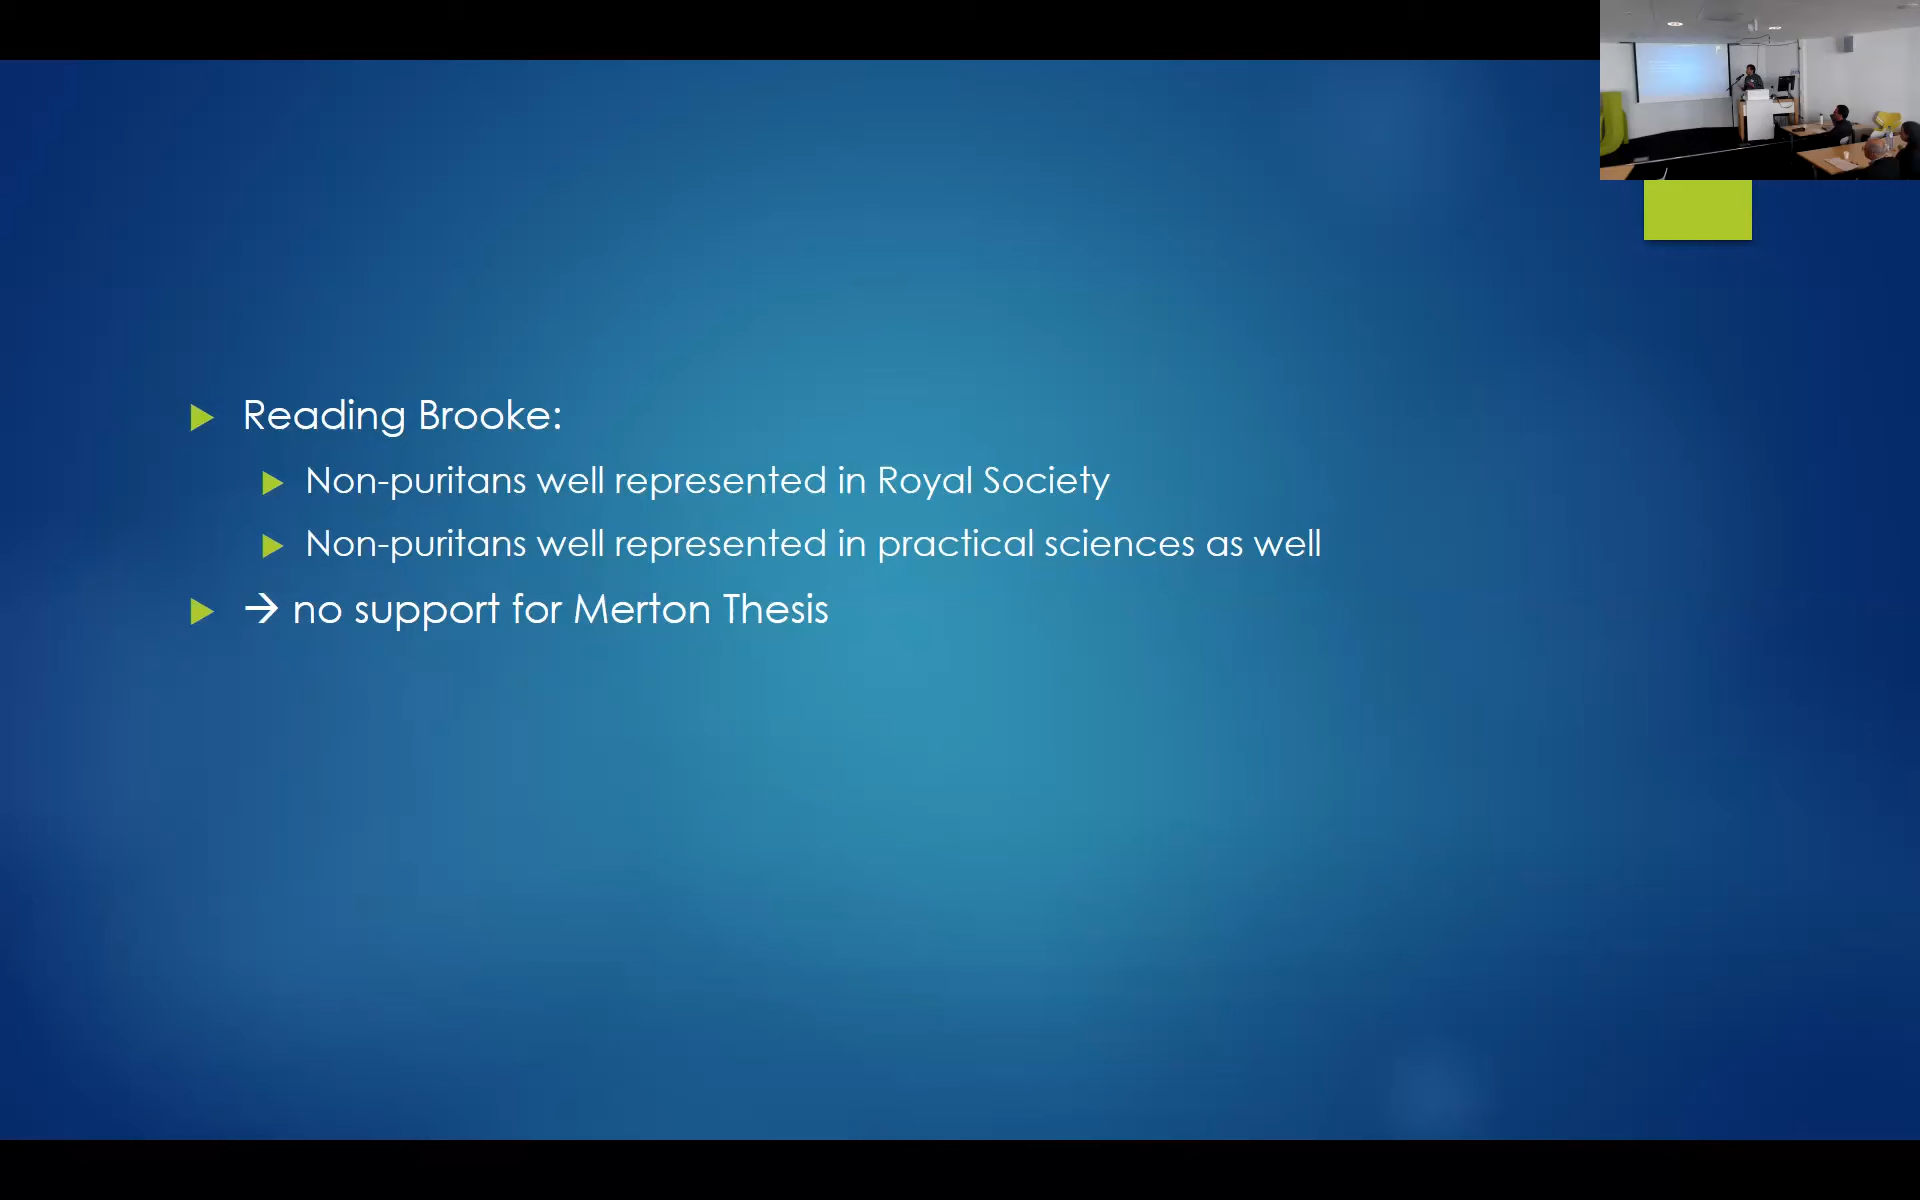 Reading Brooke:
Non-puritans well represented in Royal Society
Non-puritans well represented in practical sciences as well
→ no support for Merton Thesis